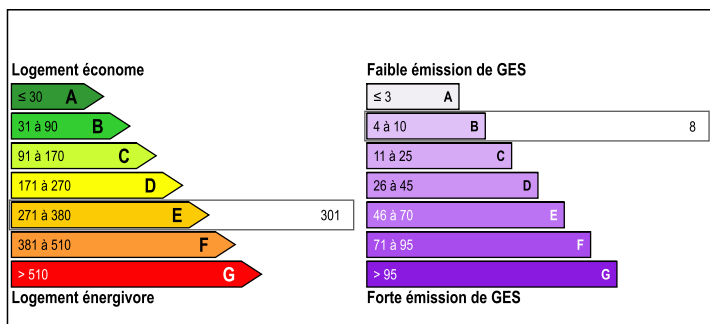 Logement économe
≤ 30 A
31 à 90 B
91 à 170 C
171 à 270 D
271 à 380 E 301
381 à 510 F
> 510 G
Logement énergivore
Faible émission de GES
≤ 3 A
4 à 10 B 8
11 à 25 C
26 à 45 D
46 à 70 E
71 à 95 F
> 95 G
Forte émission de GES